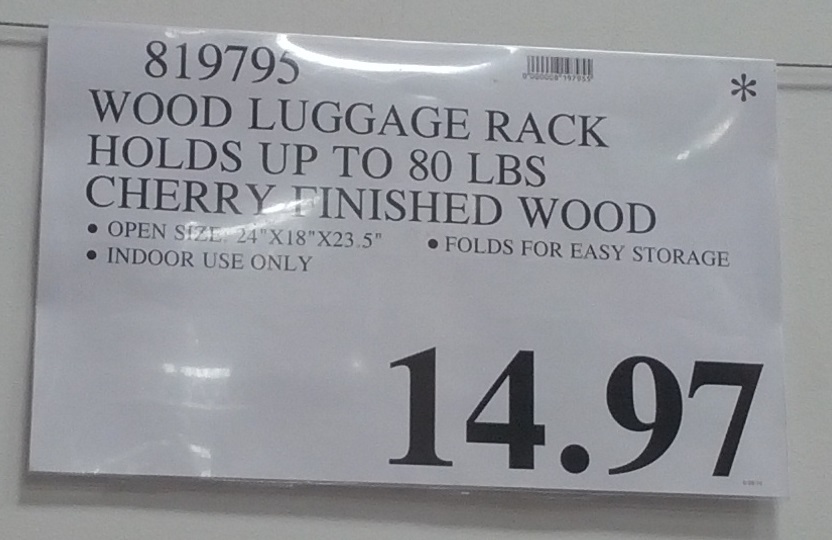 819795
*
WOOD LUGGAGE RACK
HOLDS UP TO 80 LBS
CHERRY FINISHED WOOD
• OPEN SIZE: 24"X18"X23.5" • FOLDS FOR EASY STORAGE
• INDOOR USE ONLY
14.97